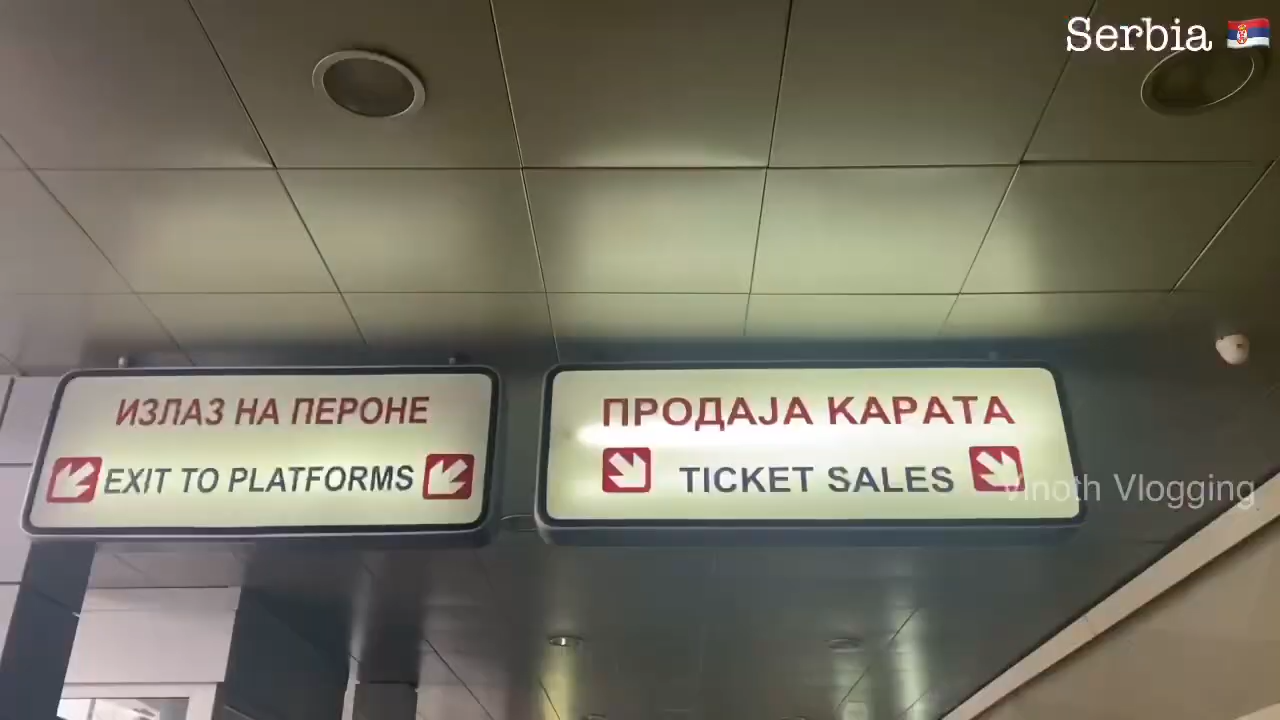 Serbia
ИЗЛАЗ НА ПЕРОНЕ
EXIT TO PLATFORMS
ПРОДАЈА КАРАТА
TICKET SALES
Vinoth Vlogging